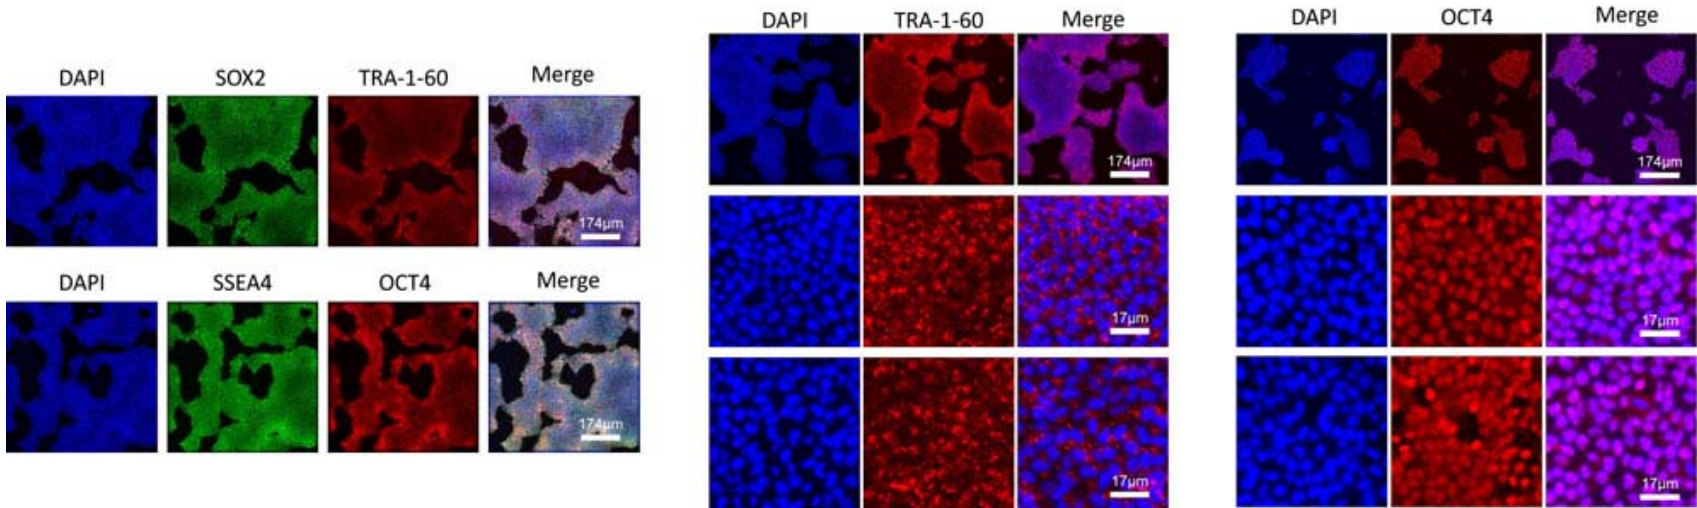 DAPI SOX2 TRA-1-60 Merge
174µm
DAPI SSEA4 OCT4 Merge
174µm
DAPI TRA-1-60 Merge
174µm
17µm
17µm
DAPI OCT4 Merge
174µm
17µm
17µm